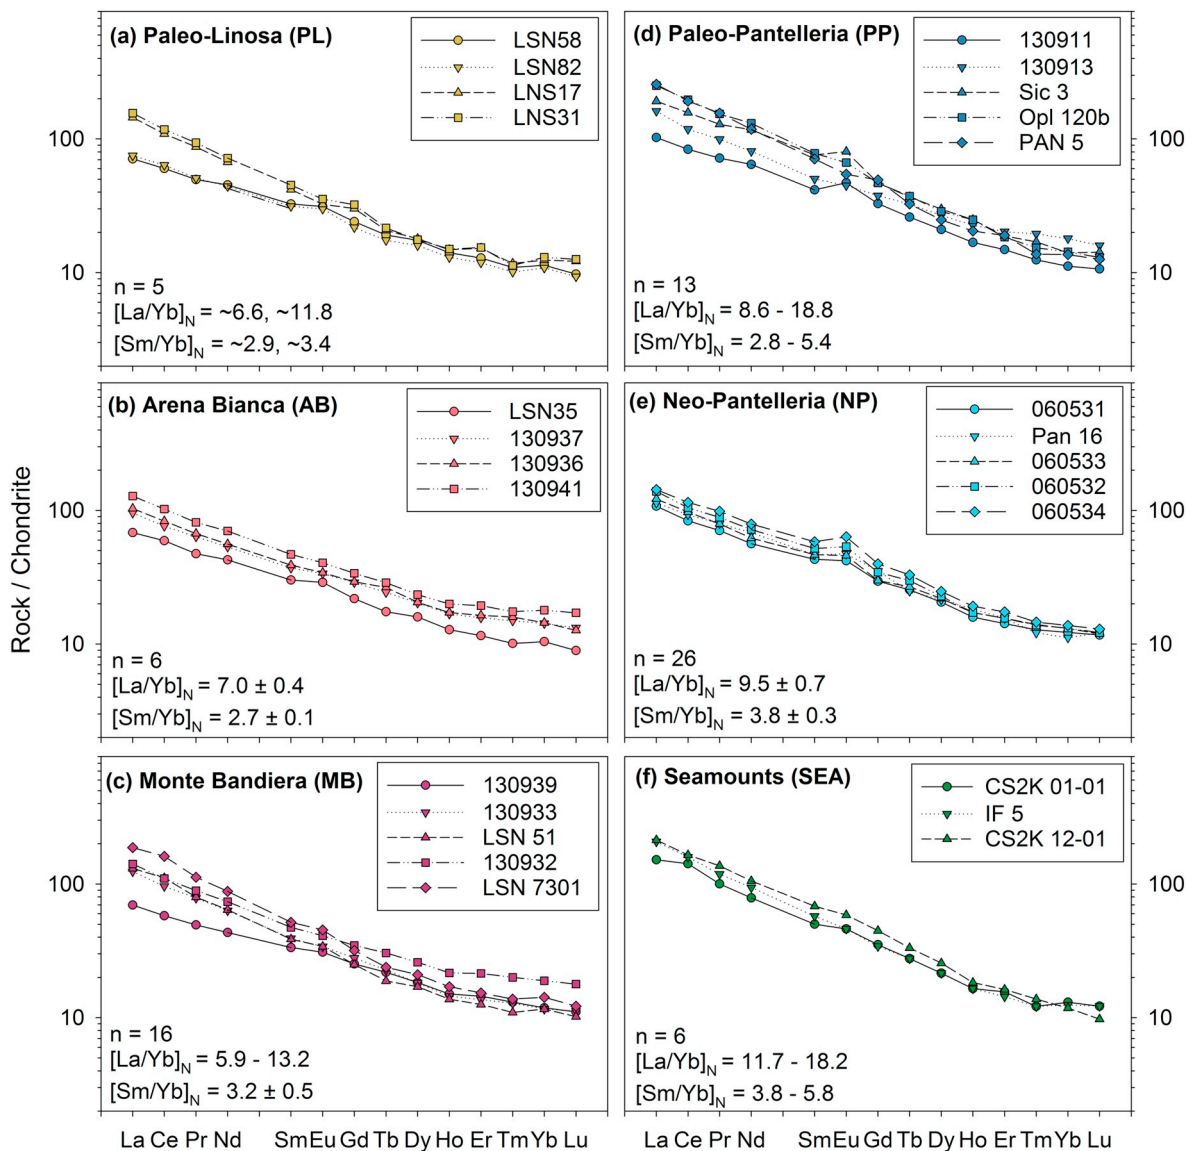 Rock / Chondrite
(a) Paleo-Linosa (PL)
LSN58
LSN82
LNS17
LNS31
100
10
n = 5
[La/Yb]N = ~6.6, ~11.8
[Sm/Yb]N = ~2.9, ~3.4
(d) Paleo-Pantelleria (PP)
130911
130913
Sic 3
Opl 120b
PAN 5
100
10
n = 13
[La/Yb]N = 8.6 - 18.8
[Sm/Yb]N = 2.8 - 5.4
(b) Arena Bianca (AB)
LSN35
130937
130936
130941
100
10
n = 6
[La/Yb]N = 7.0 ± 0.4
[Sm/Yb]N = 2.7 ± 0.1
(e) Neo-Pantelleria (NP)
060531
Pan 16
060533
060532
060534
100
10
n = 26
[La/Yb]N = 9.5 ± 0.7
[Sm/Yb]N = 3.8 ± 0.3
(c) Monte Bandiera (MB)
130939
130933
LSN 51
130932
LSN 7301
100
10
n = 16
[La/Yb]N = 5.9 - 13.2
[Sm/Yb]N = 3.2 ± 0.5
(f) Seamounts (SEA)
CS2K 01-01
IF 5
CS2K 12-01
100
10
n = 6
[La/Yb]N = 11.7 - 18.2
[Sm/Yb]N = 3.8 - 5.8
La Ce Pr Nd Sm Eu Gd Tb Dy Ho Er Tm Yb Lu
La Ce Pr Nd Sm Eu Gd Tb Dy Ho Er Tm Yb Lu